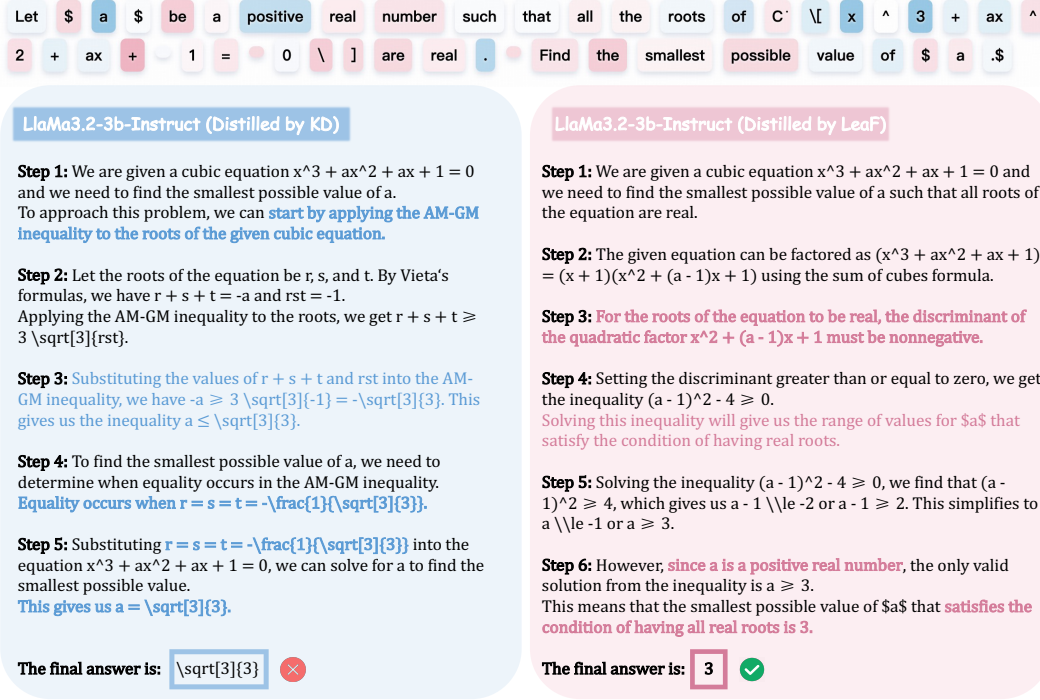 Let $ a $ be a positive real number such that all the roots of C \[ x ^ 3 + ax ^
2 + ax + 1 = 0 \ ] are real . Find the smallest possible value of $ a .$
LlaMa3.2-3b-Instruct (Distilled by KD)
Step 1: We are given a cubic equation x^3 + ax^2 + ax + 1 = 0
and we need to find the smallest possible value of a.
To approach this problem, we can start by applying the AM-GM
inequality to the roots of the given cubic equation.
Step 2: Let the roots of the equation be r, s, and t. By Vieta's
formulas, we have r + s + t = -a and rst = -1.
Applying the AM-GM inequality to the roots, we get r + s + t ⩾
3 \sqrt[3]{rst}.
Step 3: Substituting the values of r + s + t and rst into the AM-
GM inequality, we have -a ⩾ 3 \sqrt[3]{-1} = -\sqrt[3]{3}. This
gives us the inequality a ≤ \sqrt[3]{3}.
Step 4: To find the smallest possible value of a, we need to
determine when equality occurs in the AM-GM inequality.
Equality occurs when r = s = t = -\frac{1}{\sqrt[3]{3}}.
Step 5: Substituting r = s = t = -\frac{1}{\sqrt[3]{3}} into the
equation x^3 + ax^2 + ax + 1 = 0, we can solve for a to find the
smallest possible value.
This gives us a = \sqrt[3]{3}.
The final answer is: \sqrt[3]{3}
LlaMa3.2-3b-Instruct (Distilled by LeaF)
Step 1: We are given a cubic equation x^3 + ax^2 + ax + 1 = 0 and
we need to find the smallest possible value of a such that all roots of
the equation are real.
Step 2: The given equation can be factored as (x^3 + ax^2 + ax + 1)
= (x + 1)(x^2 + (a - 1)x + 1) using the sum of cubes formula.
Step 3: For the roots of the equation to be real, the discriminant of
the quadratic factor x^2 + (a - 1)x + 1 must be nonnegative.
Step 4: Setting the discriminant greater than or equal to zero, we get
the inequality (a - 1)^2 - 4 ⩾ 0.
Solving this inequality will give us the range of values for $a$ that
satisfy the condition of having real roots.
Step 5: Solving the inequality (a - 1)^2 - 4 ⩾ 0, we find that (a -
1)^2 ⩾ 4, which gives us a - 1 \\le -2 or a - 1 ⩾ 2. This simplifies to
a \\le -1 or a ⩾ 3.
Step 6: However, since a is a positive real number, the only valid
solution from the inequality is a ⩾ 3.
This means that the smallest possible value of $a$ that satisfies the
condition of having all real roots is 3.
The final answer is: 3